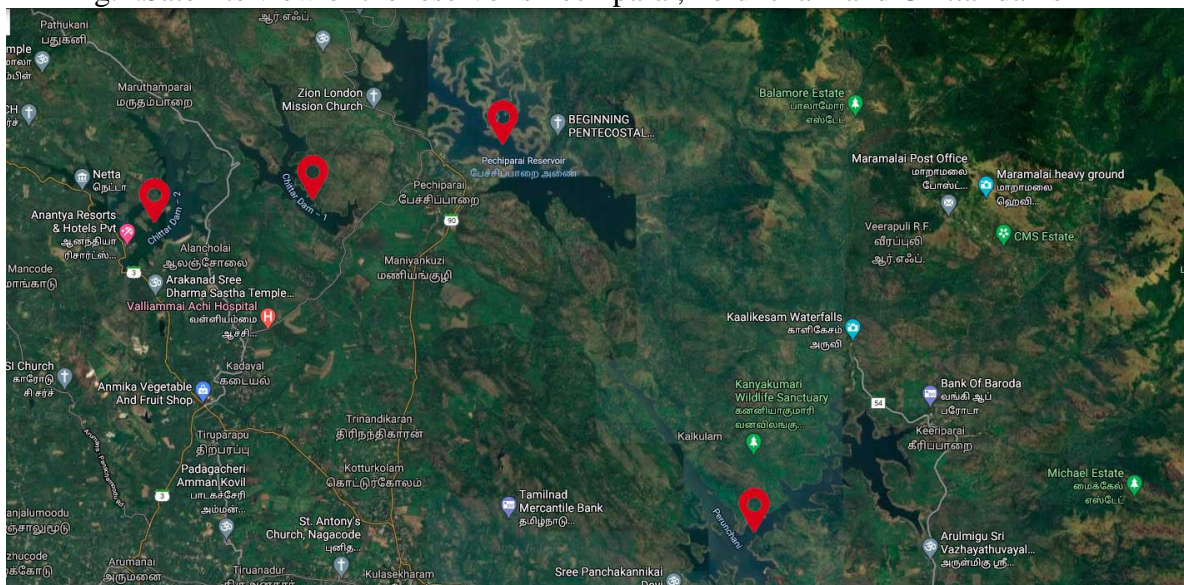 Pathukani
பதுகனி
ஆர்.எஃப்.
Maruthamparai
மருதம்பாறை
Zion London
Mission Church
Balamore Estate
பாலாமோர்
எஸ்டேட்
BEGINNING
PENTECOSTAL...
Pechiparai Reservoir
பேச்சிப்பாறை அணை
Netta
நெட்டா
Chittar Dam - 1
Chittar Dam - 2
Pechiparai
பேச்சிப்பாறை
90
Maramalai Post Office
மாறாமலை
போஸ்ட்...
Maramalai heavy ground
மாறாமலை
ஹெவி...
Anantya Resorts
& Hotels Pvt
ஆனந்தியா
ரிசார்ட்ஸ்...
Veerapuli R.F.
வீரப்புலி
ஆர்.எஃப்.
CMS Estate
Alancholai
ஆலஞ்சோலை
Maniyankuzi
மணியங்குழி
Mancode
மாங்காடு
3
Arakanad Sree
Dharma Sastha Temple...
Valliammai Achi Hospital
வள்ளியம்மை
ஆச்சி...
Kaalikesam Waterfalls
காளிகேசம்
அருவி
SI Church
காரோடு
சி சர்ச்
Kadayal
கடையல்
Anmika Vegetable
And Fruit Shop
Kanyakumari
Wildlife Sanctuary
கன்னியாகுமாரி
வனவிலங்கு...
Bank Of Baroda
வங்கி ஆப்
பரோடா
54
Trinandikaran
திரிநந்திகாரன்
Tiruparapu
திற்பரப்பு
Kalkulam
Keeriparai
கீரிப்பாறை
Padagacheri
Amman Kovil
பாடகச்சேரி
அம்மன்...
Kotturkolam
கொட்டுர்கோலம்
Michael Estate
மைக்கேல்
எஸ்டேட்
3
Tamilnad
Mercantile Bank
தமிழ்நாடு...
Perunchani
St. Antony's
Church, Nagacode
புனித...
Arulmigu Sri
Vazhayathuvayal...
அருள்மிகு ஸ்ரீ...
Arumanai
அருமனை
Tiruanadur
Kulasekharam
Sree Panchakannikai